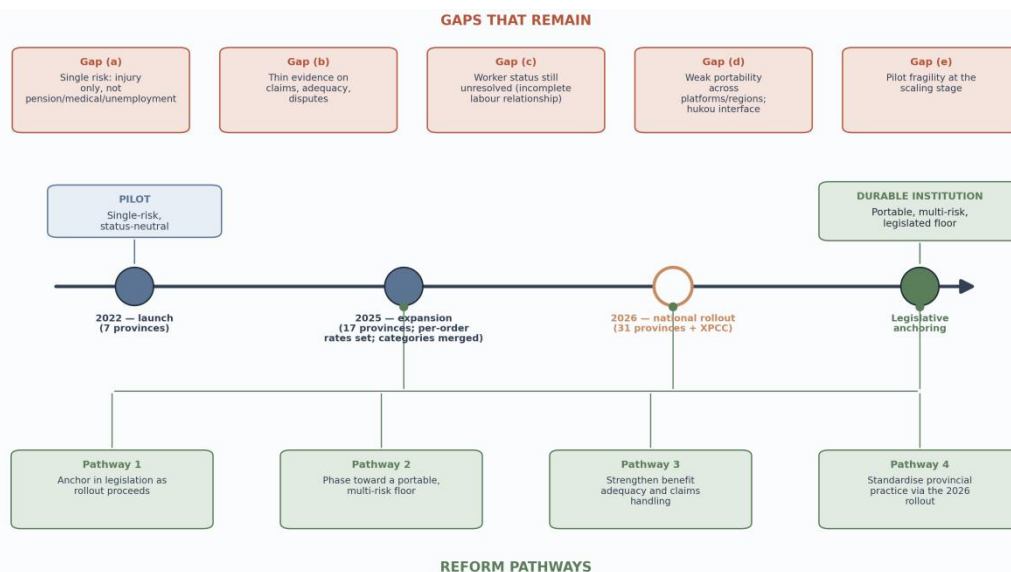 GAPS THAT REMAIN
Gap (a)
Single risk: injury
only, not
pension/medical/unemployment
Gap (b)
Thin evidence on
claims, adequacy,
disputes
Gap (c)
Worker status still
unresolved (incomplete
labour relationship)
Gap (d)
Weak portability
across
platforms/regions;
hukou interface
Gap (e)
Pilot fragility at the
scaling stage
PILOT
Single-risk,
status-neutral
DURABLE INSTITUTION
Portable, multi-risk,
legislated floor
2022 — launch
(7 provinces)
2025 — expansion
(17 provinces; per-order
rates set; categories merged)
2026 — national rollout
(31 provinces + XPCC)
Legislative
anchoring
Pathway 1
Anchor in legislation as
rollout proceeds
Pathway 2
Phase toward a portable,
multi-risk floor
Pathway 3
Strengthen benefit
adequacy and claims
handling
Pathway 4
Standardise provincial
practice via the 2026
rollout
REFORM PATHWAYS